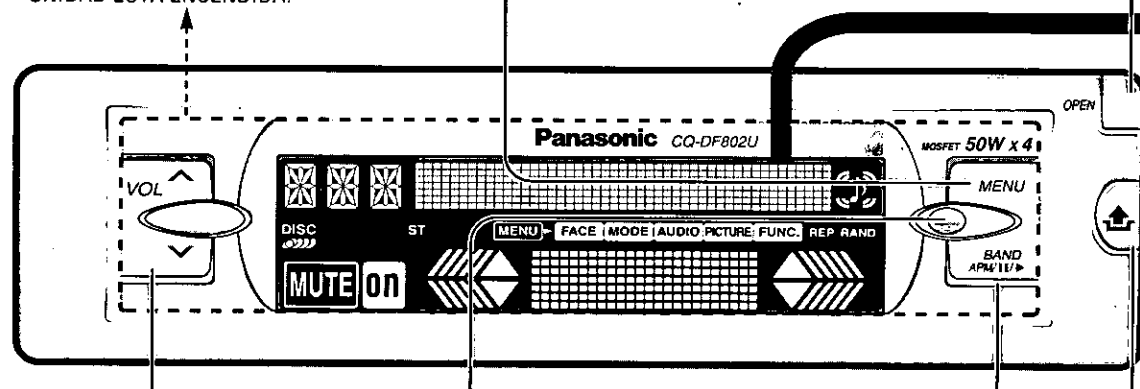 UNIDAD ESTA ENCENDIDA.
OPEN
Panasonic CQ-DF802U
MOSFET 50W x 4
VOL
MENU
DISC ST MENU FACE MODE AUDIO PICTURE FUNC. REP RAND
BAND
APM/II/▶
MUTE on